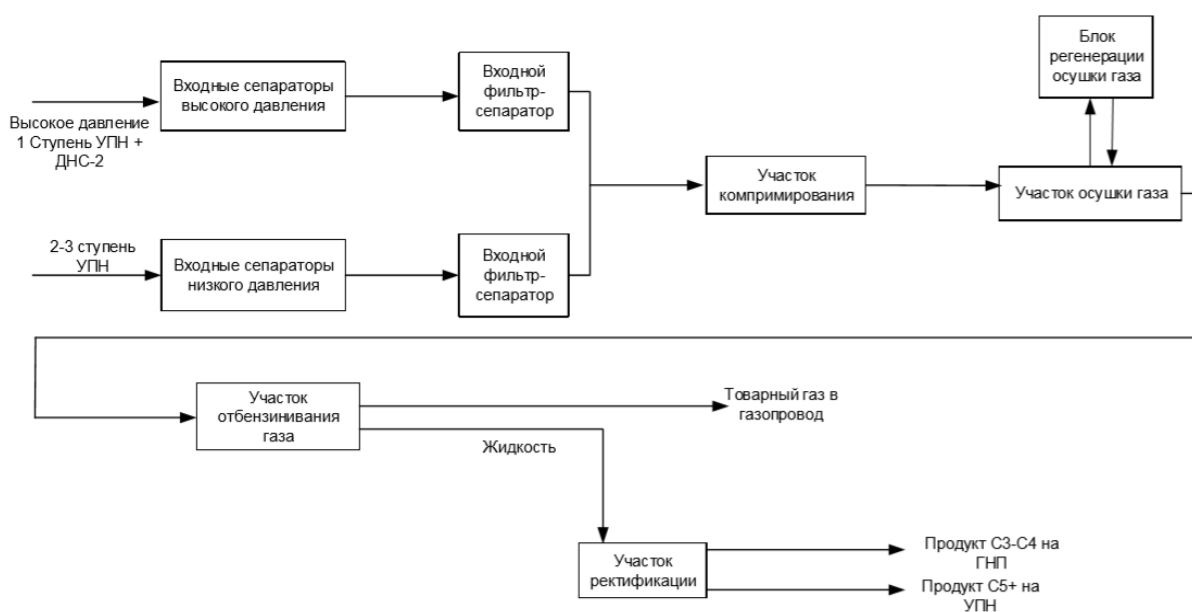 Блок
регенерации
осушки газа
Входные сепараторы
высокого давления
Входной
фильтр-
сепаратор
Высокое давление
1 Ступень УПН +
ДНС-2
Участок
компримирования
Участок осушки газа
2-3 ступень
УПН
Входные сепараторы
низкого давления
Входной
фильтр-
сепаратор
Участок
отбензинивания
газа
Товарный газ в
газопровод
Жидкость
Участок
ректификации
Продукт С3-С4 на
ГНП
Продукт С5+ на
УПН